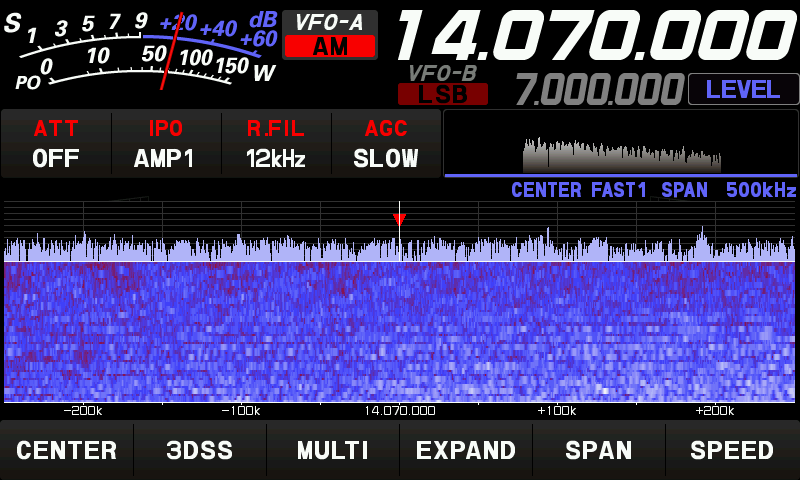 S 1 3 5 7 9 +20 +40 +60 dB
PO 0 10 50 100 150 W
VFO-A
AM
14.070.000
VFO-B
LSB
7.000.000
LEVEL
ATT IPO R.FIL AGC
OFF AMP1 12kHz SLOW
CENTER FAST1 SPAN 500kHz
-200k -100k 14.070.000 +100k +200k
CENTER 3DSS MULTI EXPAND SPAN SPEED